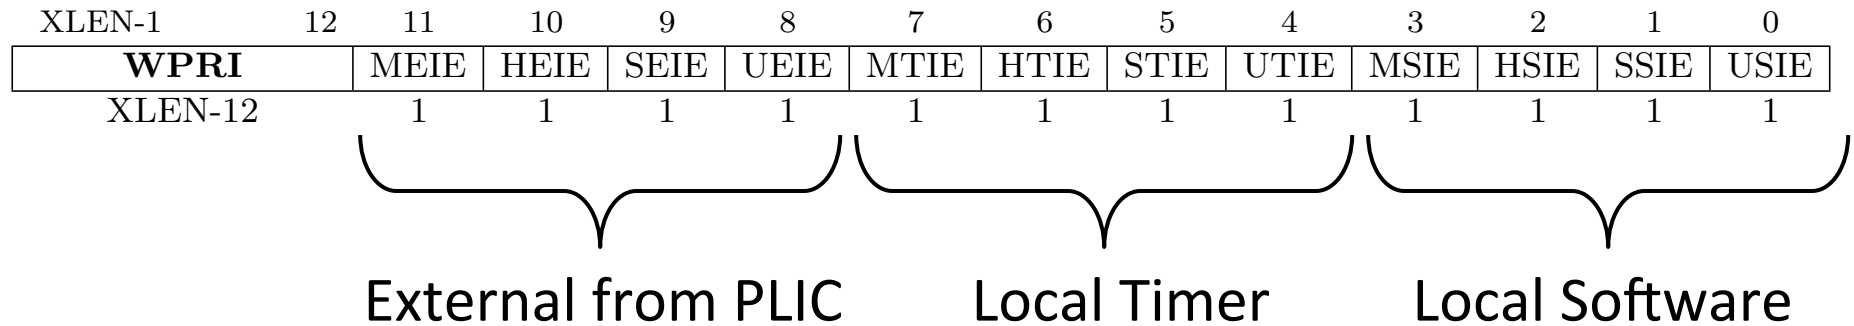 XLEN-1 12 11 10 9 8 7 6 5 4 3 2 1 0
WPRI MEIE HEIE SEIE UEIE MTIE HTIE STIE UTIE MSIE HSIE SSIE USIE
XLEN-12 1 1 1 1 1 1 1 1 1 1 1 1
External from PLIC Local Timer Local Software